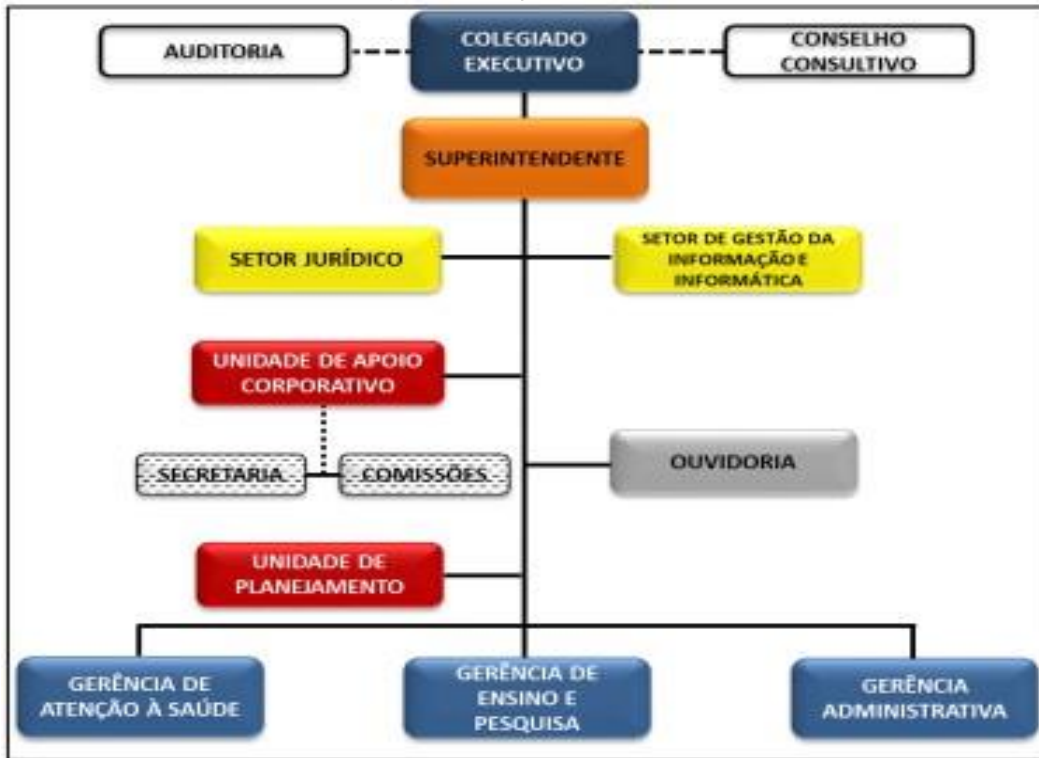 AUDITORIA
COLEGIADO
EXECUTIVO
CONSELHO
CONSULTIVO
SUPERINTENDENTE
SETOR JURÍDICO
SETOR DE GESTÃO DA
INFORMAÇÃO E
INFORMÁTICA
UNIDADE DE APOIO
CORPORATIVO
SECRETARIA
COMISSÕES
OUVIDORIA
UNIDADE DE
PLANEJAMENTO
GERÊNCIA DE
ATENÇÃO À SAÚDE
GERÊNCIA DE
ENSINO E
PESQUISA
GERÊNCIA
ADMINISTRATIVA